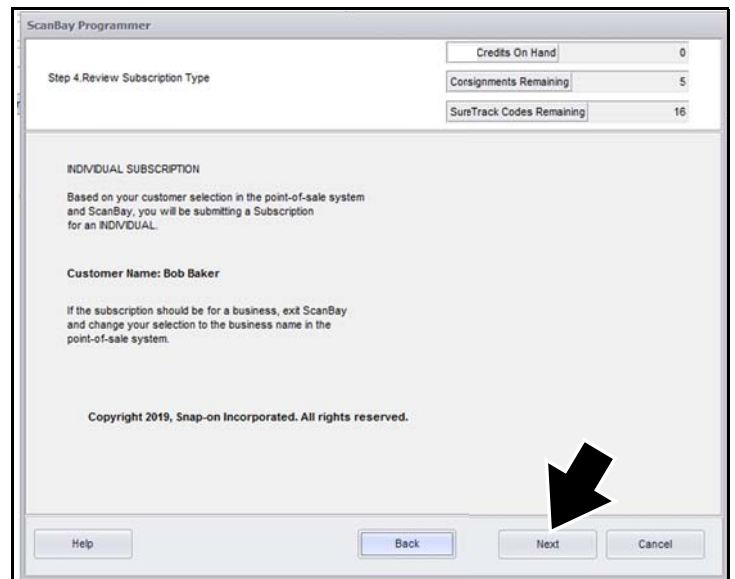 ScanBay Programmer
Step 4.Review Subscription Type
Credits On Hand 0
Consignments Remaining 5
SureTrack Codes Remaining 16
INDIVIDUAL SUBSCRIPTION
Based on your customer selection in the point-of-sale system
and ScanBay, you will be submitting a Subscription
for an INDIVIDUAL.
Customer Name: Bob Baker
If the subscription should be for a business, exit ScanBay
and change your selection to the business name in the
point-of-sale system.
Copyright 2019, Snap-on Incorporated. All rights reserved.
Help Back Next Cancel